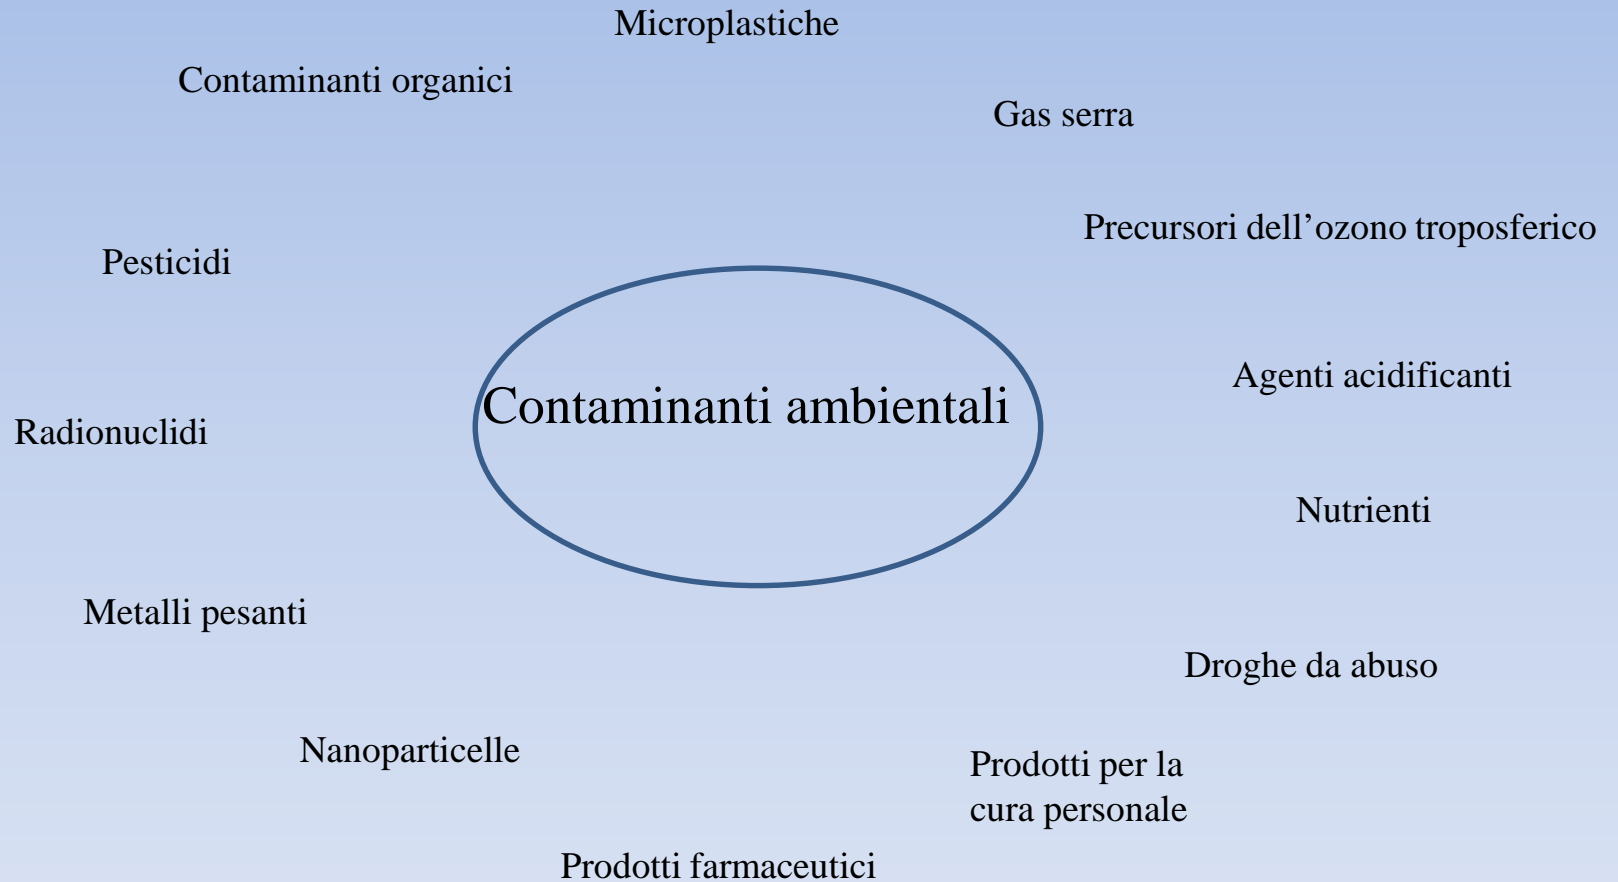 Microplastiche
Contaminanti organici
Gas serra
Precursori dell’ozono troposferico
Pesticidi
Agenti acidificanti
Contaminanti ambientali
Radionuclidi
Nutrienti
Metalli pesanti
Droghe da abuso
Nanoparticelle
Prodotti per la
cura personale
Prodotti farmaceutici